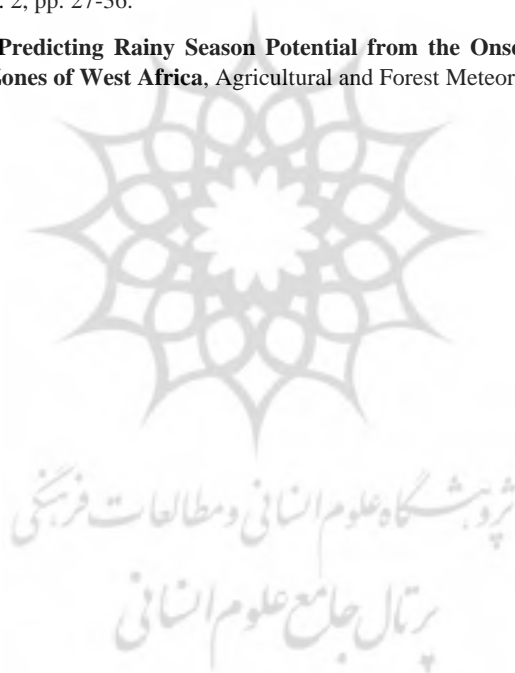 . 2, pp. 27-36.
Predicting Rainy Season Potential from the Onse
ones of West Africa, Agricultural and Forest Meteor
پژوهشگاه علوم انسانی و مطالعات فرهنگی
پرتال جامع علوم انسانی